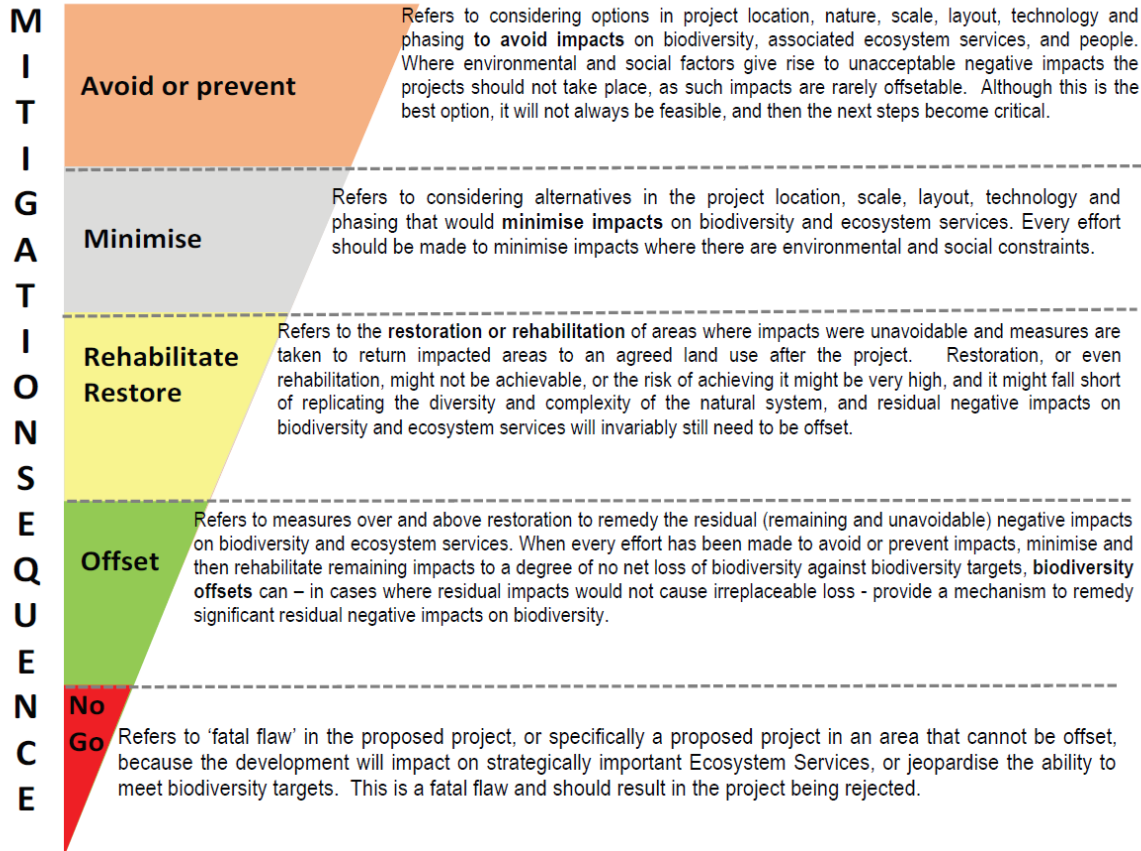 MITIGATION SEQUENCE
Avoid or prevent
Refers to considering options in project location, nature, scale, layout, technology and
phasing to avoid impacts on biodiversity, associated ecosystem services, and people.
Where environmental and social factors give rise to unacceptable negative impacts the
projects should not take place, as such impacts are rarely offsetable. Although this is the
best option, it will not always be feasible, and then the next steps become critical.
Minimise
Refers to considering alternatives in the project location, scale, layout, technology and
phasing that would minimise impacts on biodiversity and ecosystem services. Every effort
should be made to minimise impacts where there are environmental and social constraints.
Rehabilitate
Restore
Refers to the restoration or rehabilitation of areas where impacts were unavoidable and measures are
taken to return impacted areas to an agreed land use after the project. Restoration, or even
rehabilitation, might not be achievable, or the risk of achieving it might be very high, and it might fall short
of replicating the diversity and complexity of the natural system, and residual negative impacts on
biodiversity and ecosystem services will invariably still need to be offset.
Offset
Refers to measures over and above restoration to remedy the residual (remaining and unavoidable) negative impacts
on biodiversity and ecosystem services. When every effort has been made to avoid or prevent impacts, minimise and
then rehabilitate remaining impacts to a degree of no net loss of biodiversity against biodiversity targets, biodiversity
offsets can – in cases where residual impacts would not cause irreplaceable loss - provide a mechanism to remedy
significant residual negative impacts on biodiversity.
No
Go
Refers to ‘fatal flaw’ in the proposed project, or specifically a proposed project in an area that cannot be offset,
because the development will impact on strategically important Ecosystem Services, or jeopardise the ability to
meet biodiversity targets. This is a fatal flaw and should result in the project being rejected.